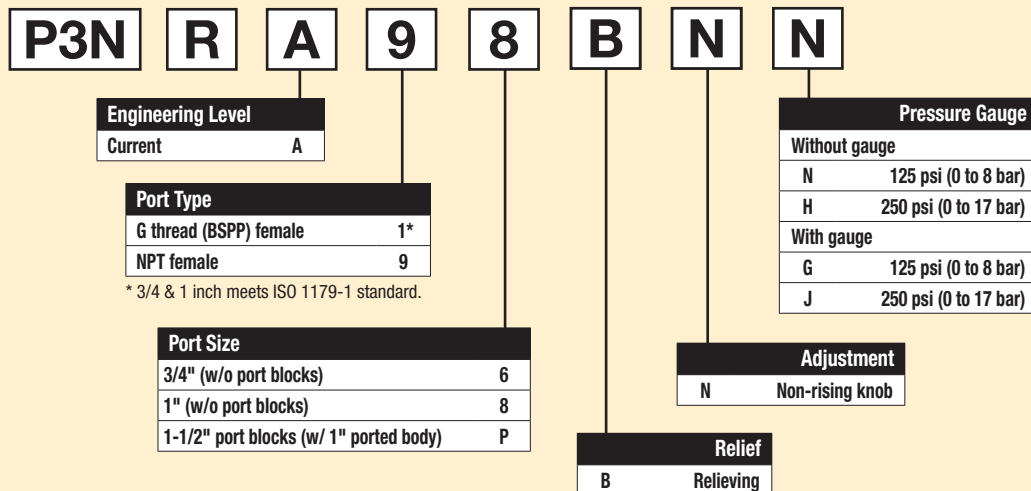 P3N R A 9 8 B N N
Engineering Level
Current A
Port Type
G thread (BSPP) female 1*
NPT female 9
* 3/4 & 1 inch meets ISO 1179-1 standard.
Port Size
3/4" (w/o port blocks) 6
1" (w/o port blocks) 8
1-1/2" port blocks (w/ 1" ported body) P
Relief
B Relieving
Adjustment
N Non-rising knob
Pressure Gauge
Without gauge
N 125 psi (0 to 8 bar)
H 250 psi (0 to 17 bar)
With gauge
G 125 psi (0 to 8 bar)
J 250 psi (0 to 17 bar)